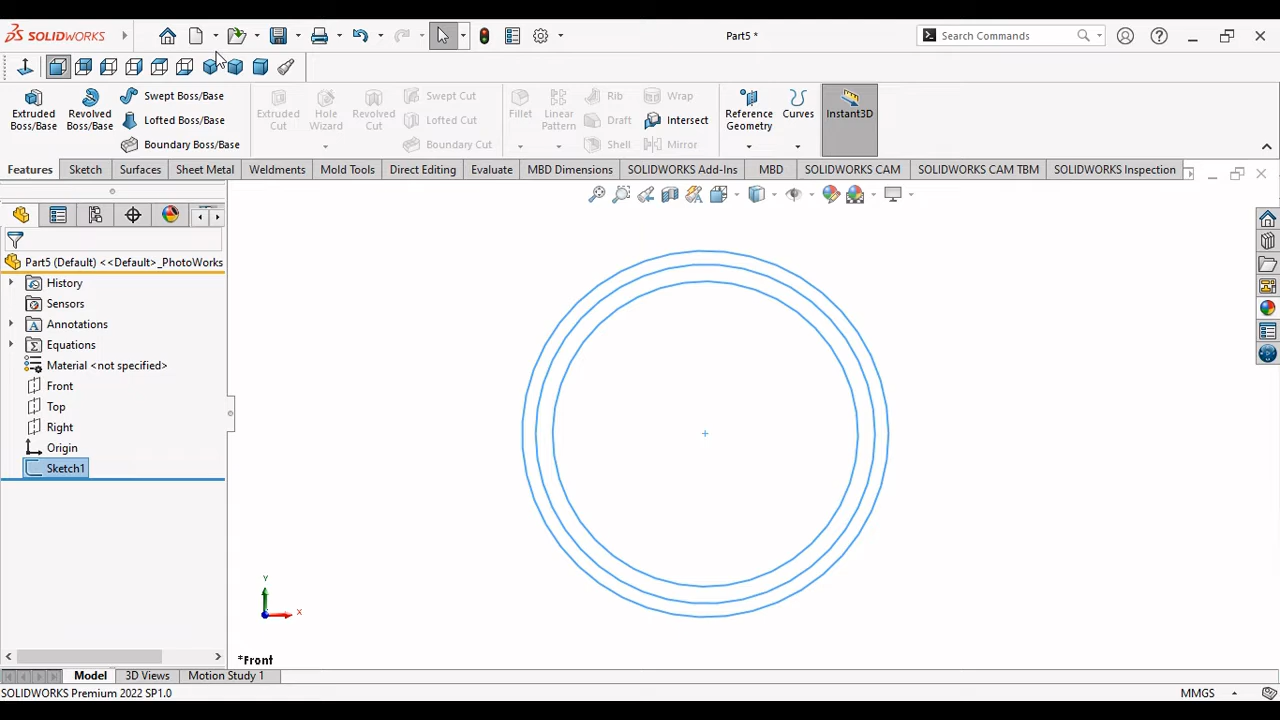 SOLIDWORKS
Part5 *
Search Commands
Extruded Boss/Base
Revolved Boss/Base
Swept Boss/Base
Lofted Boss/Base
Boundary Boss/Base
Extruded Cut
Hole Wizard
Revolved Cut
Swept Cut
Lofted Cut
Boundary Cut
Fillet
Linear Pattern
Rib
Draft
Shell
Wrap
Intersect
Mirror
Reference Geometry
Curves
Instant3D
Features
Sketch
Surfaces
Sheet Metal
Weldments
Mold Tools
Direct Editing
Evaluate
MBD Dimensions
SOLIDWORKS Add-Ins
MBD
SOLIDWORKS CAM
SOLIDWORKS CAM TBM
SOLIDWORKS Inspection
Part5 (Default) <<Default>_PhotoWorks
History
Sensors
Annotations
Equations
Material <not specified>
Front
Top
Right
Origin
Sketch1
Y
X
*Front
Model
3D Views
Motion Study 1
SOLIDWORKS Premium 2022 SP1.0
MMGS